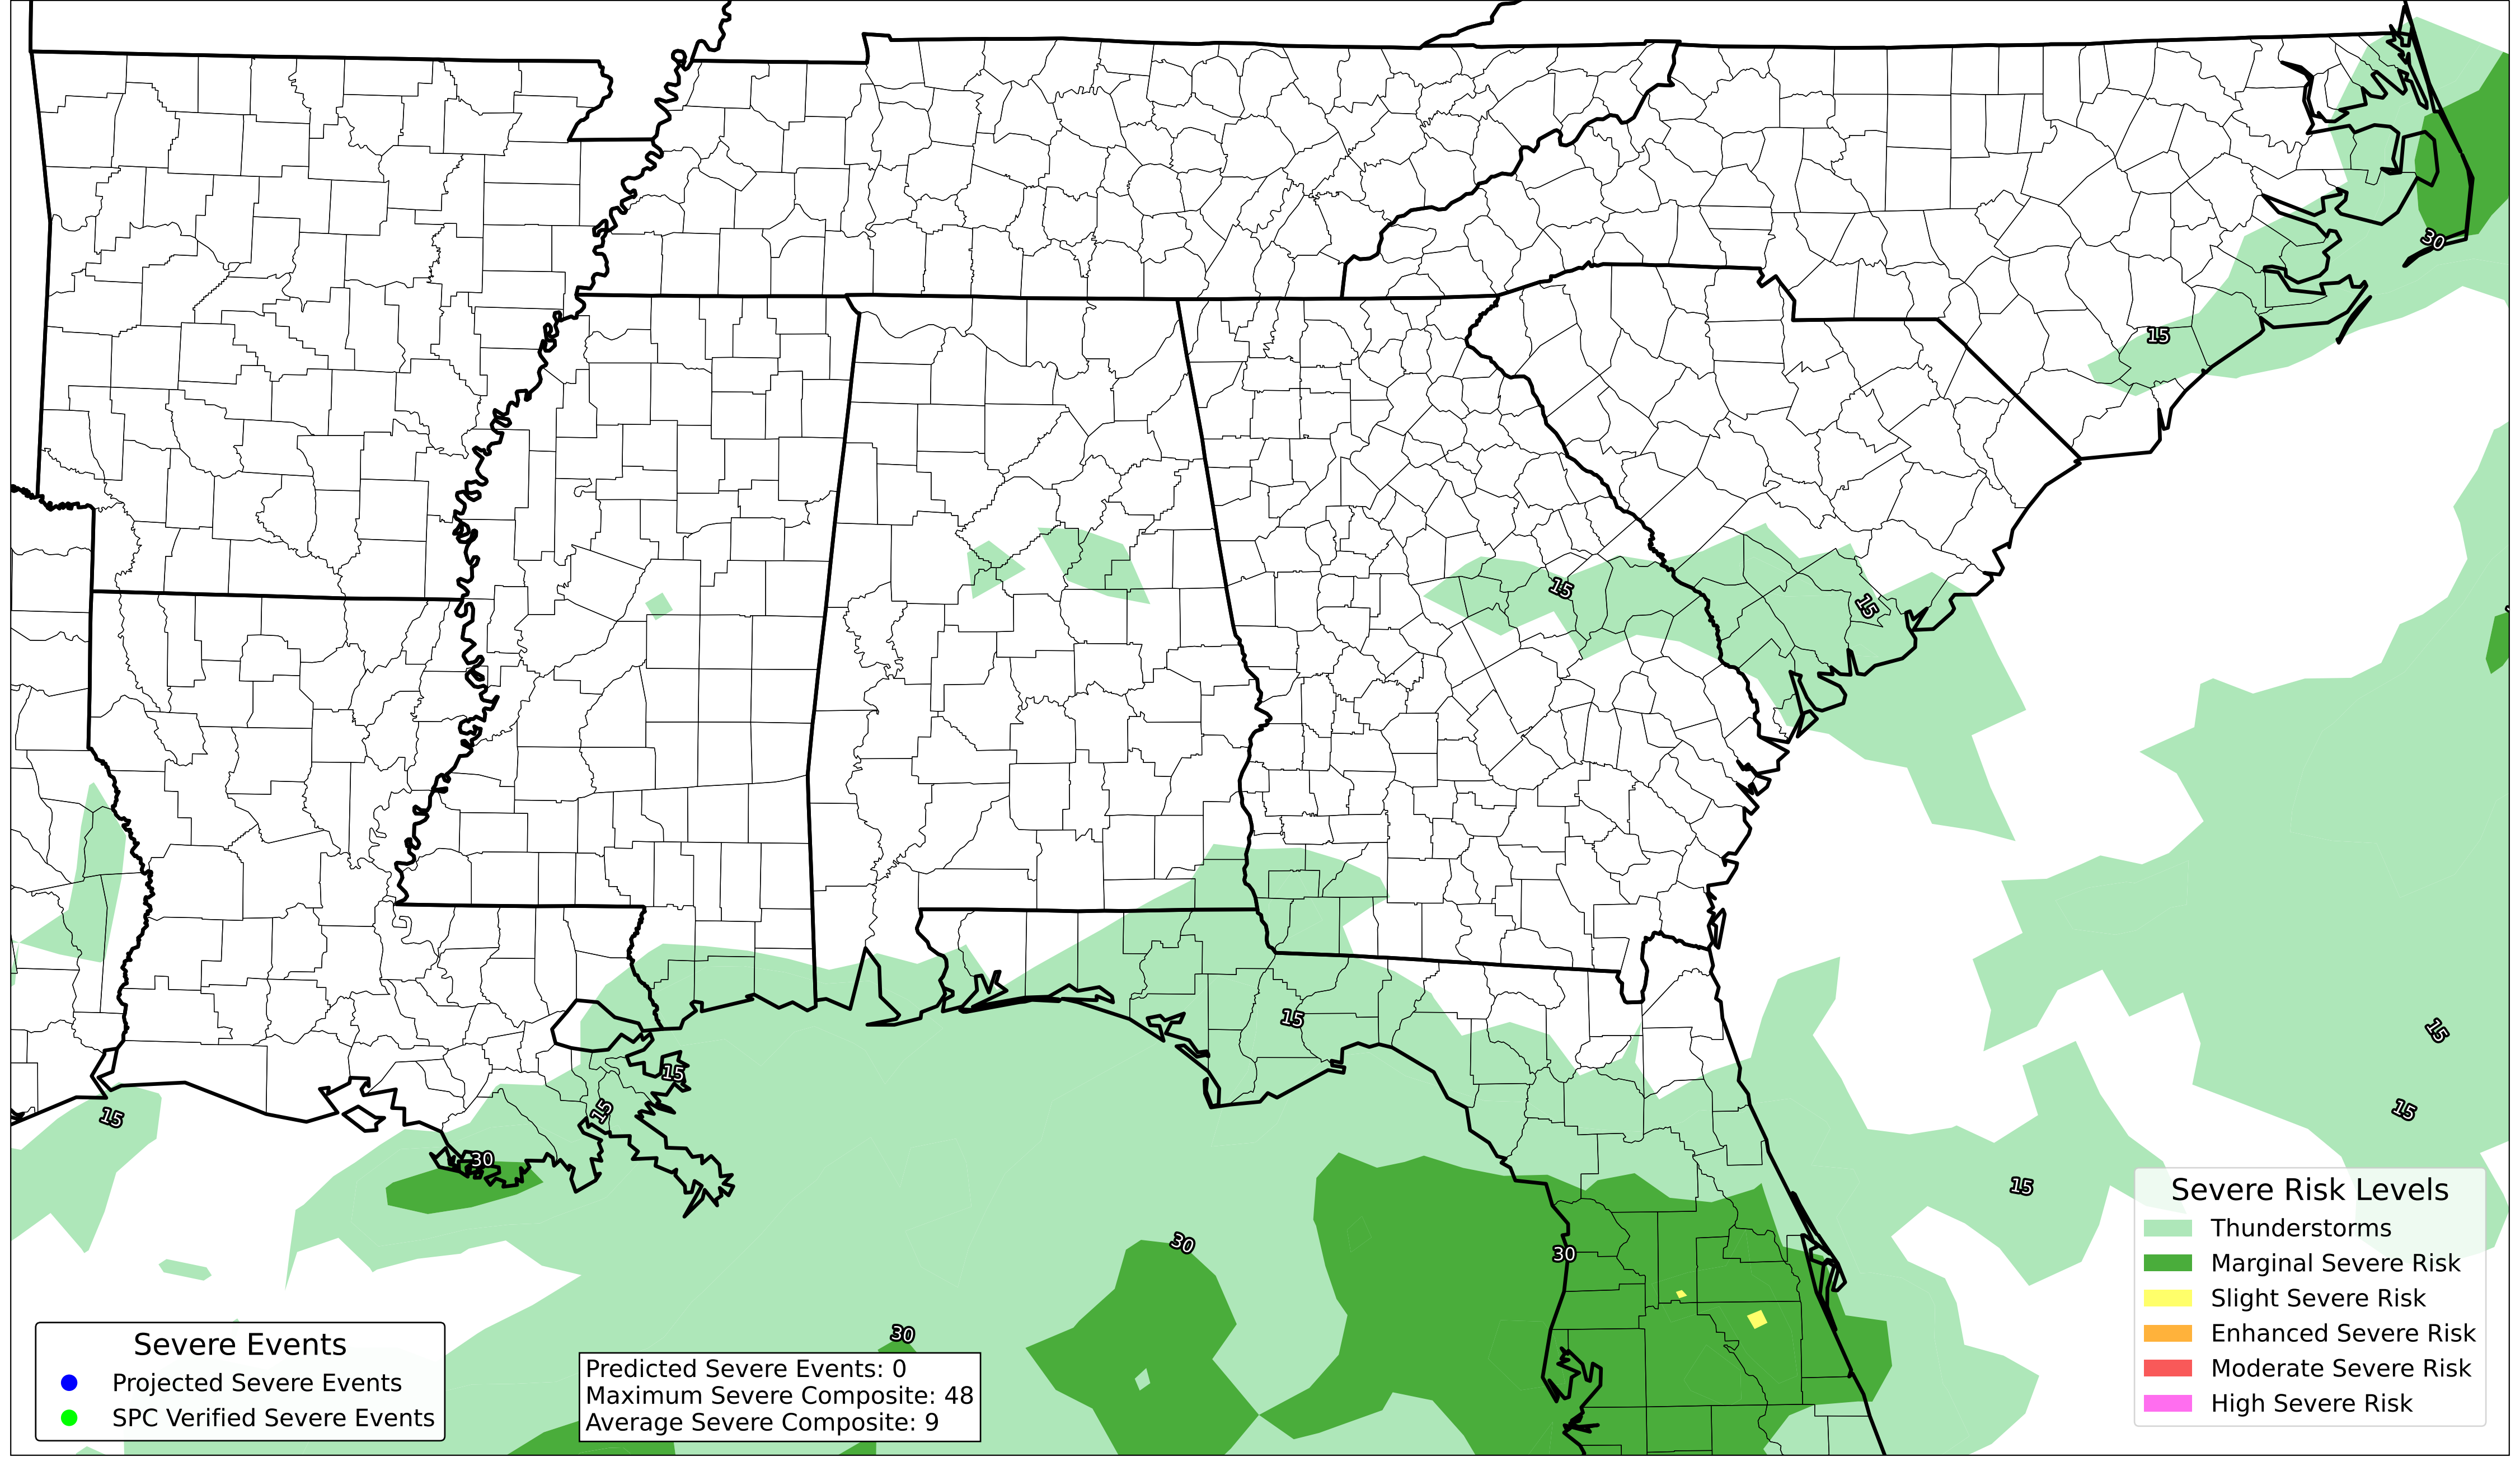 30
15
15
15
15
15
15
15
15
30
15
30
30
30
15
Severe Risk Levels
Thunderstorms
Marginal Severe Risk
Slight Severe Risk
Enhanced Severe Risk
Moderate Severe Risk
High Severe Risk
Severe Events
Projected Severe Events
SPC Verified Severe Events
Predicted Severe Events: 0
Maximum Severe Composite: 48
Average Severe Composite: 9